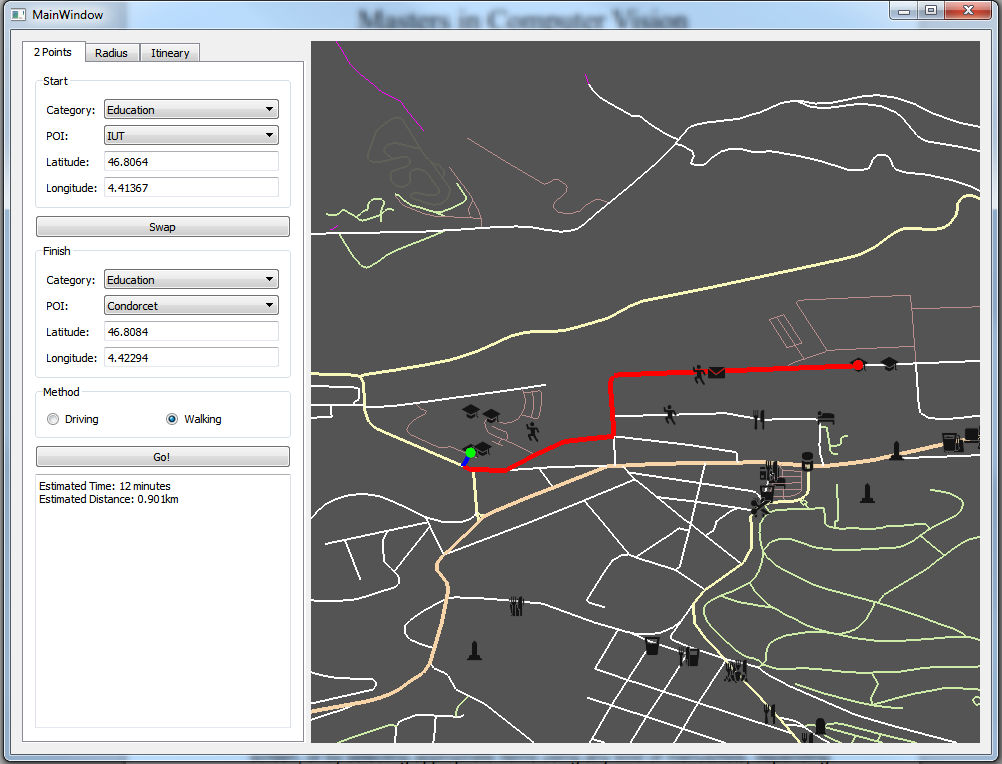 Masters in Computer Vision
MainWindow
2 Points
Radius
Itineary
Start
Category: Education
POI: IUT
Latitude: 46.8064
Longitude: 4.41367
Swap
Finish
Category: Education
POI: Condorcet
Latitude: 46.8084
Longitude: 4.42294
Method
Driving
Walking
Go!
Estimated Time: 12 minutes
Estimated Distance: 0.901km